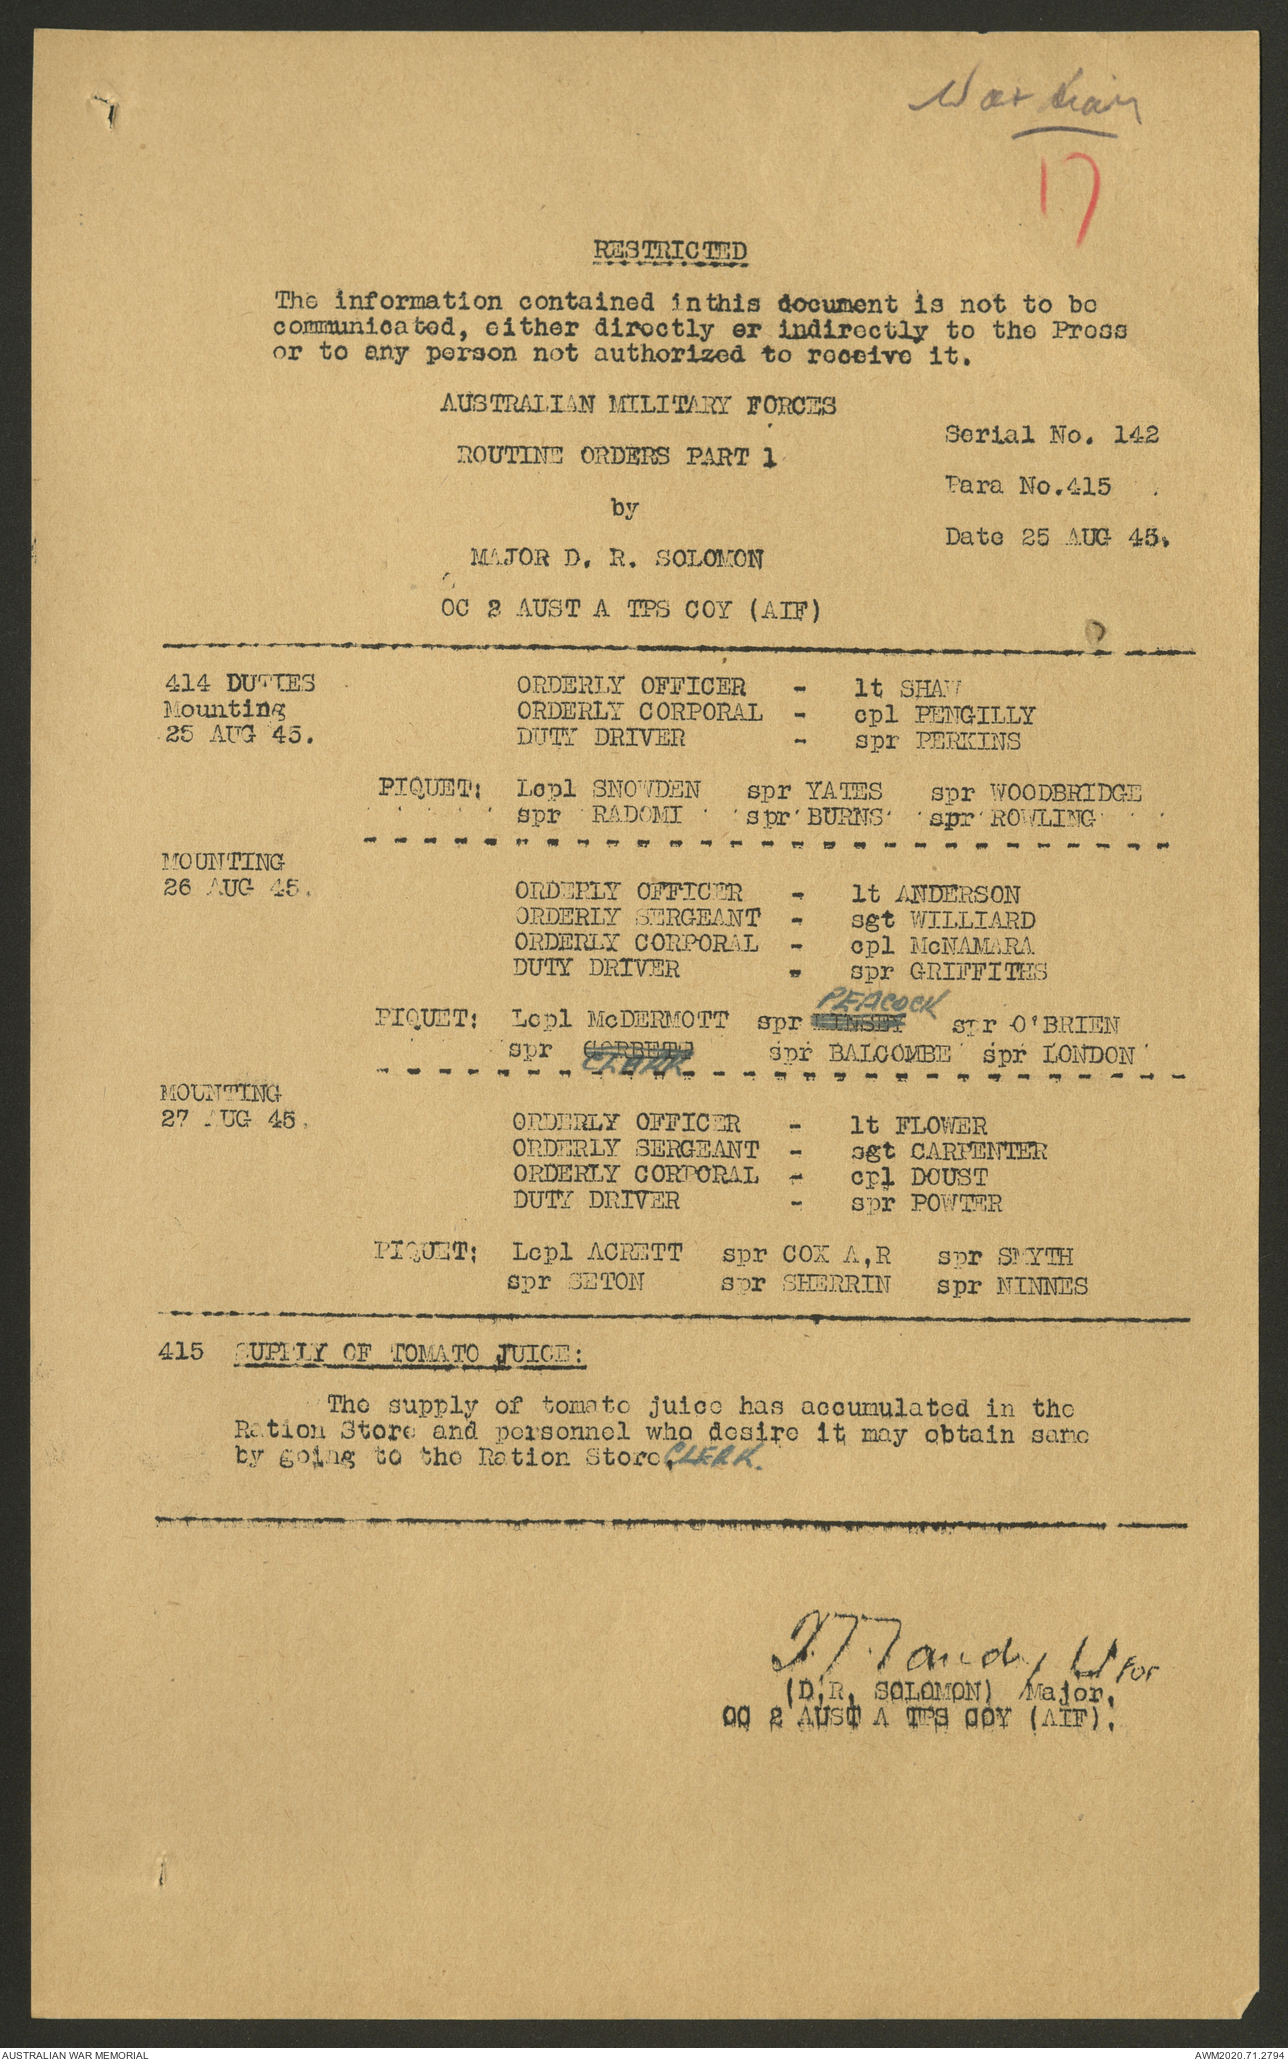 War Diary
17
RESTRICTED
The information contained inthis document is not to be
communicated, either directly er indirectly to the Press
or to any person not authorized to receive it.
AUSTRALIAN MILITARY FORCES
Serial No. 142
ROUTINE ORDERS PART 1
Para No.415
by
Date 25 AUG 45.
MAJOR D. R. SOLOMON
OC 2 AUST A TPS COY (AIF)
414 DUTIES ORDERLY OFFICER - lt SHAW
Mounting ORDERLY CORPORAL - cpl PENGILLY
25 AUG 45. DUTY DRIVER - spr PERKINS
PIQUET: Lcpl SNOWDEN spr YATES spr WOODBRIDGE
spr RADOMI spr BURNS spr ROWLING
MOUNTING
26 AUG 45. ORDERLY OFFICER - lt ANDERSON
ORDERLY SERGEANT - sgt WILLIARD
ORDERLY CORPORAL - cpl McNAMARA
DUTY DRIVER - spr GRIFFITHS
PEACOCK
PIQUET: Lcpl McDERMOTT spr spr O'BRIEN
spr CORBETT spr BALCOMBE spr LONDON
CLARK
MOUNTING
27 AUG 45. ORDERLY OFFICER - lt FLOWER
ORDERLY SERGEANT - sgt CARPENTER
ORDERLY CORPORAL - cpl DOUST
DUTY DRIVER - spr POWTER
PIQUET: Lcpl ACRETT spr COX A,R spr SMYTH
spr SETON spr SHERRIN spr NINNES
415 SUPPLY OF TOMATO JUICE:
The supply of tomato juice has accumulated in the
Ration Store and personnel who desire it may obtain same
by going to the Ration Store CLERK.
for
(D.R. SOLOMON) Major.
OC 2 AUST A TPS COY (AIF).
AUSTRALIAN WAR MEMORIAL
AWM2020.71.2794